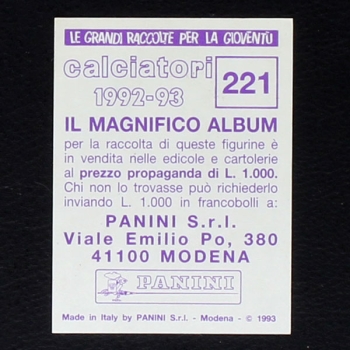 LE GRANDI RACCOLTE PER LA GIOVENTÙ
calciatori
1992-93
221
IL MAGNIFICO ALBUM
per la raccolta di queste figurine è
in vendita nelle edicole e cartolerie
al prezzo propaganda di L. 1.000.
Chi non lo trovasse può richiederlo
inviando L. 1.000 in francobolli a:
PANINI S.r.l.
Viale Emilio Po, 380
41100 MODENA
PANINI
Made in Italy by PANINI S.r.l. - Modena - © 1993